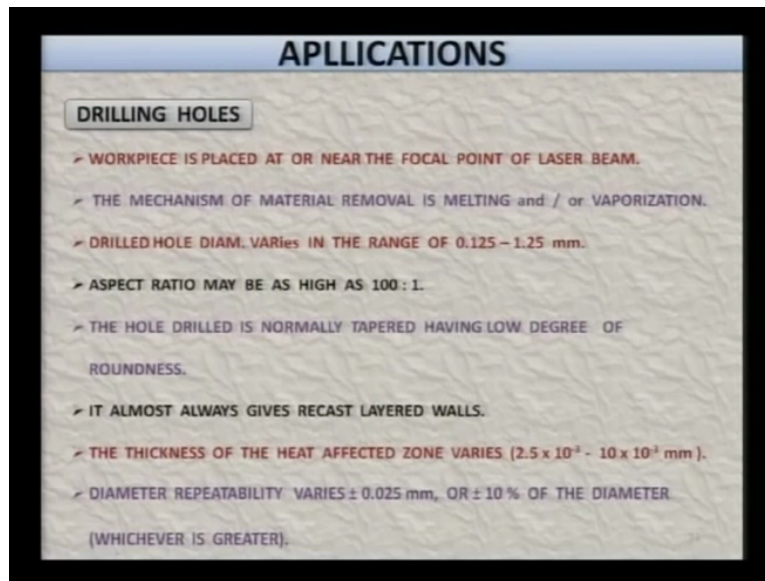 APLLICATIONS
DRILLING HOLES
➢ WORKPIECE IS PLACED AT OR NEAR THE FOCAL POINT OF LASER BEAM.
➢ THE MECHANISM OF MATERIAL REMOVAL IS MELTING and / or VAPORIZATION.
➢ DRILLED HOLE DIAM. VARies IN THE RANGE OF 0.125 – 1.25 mm.
➢ ASPECT RATIO MAY BE AS HIGH AS 100 : 1.
➢ THE HOLE DRILLED IS NORMALLY TAPERED HAVING LOW DEGREE OF
ROUNDNESS.
➢ IT ALMOST ALWAYS GIVES RECAST LAYERED WALLS.
➢ THE THICKNESS OF THE HEAT AFFECTED ZONE VARIES (2.5 x 10 - 10 x 10 mm ).
➢ DIAMETER REPEATABILITY VARIES ± 0.025 mm, OR ± 10 % OF THE DIAMETER
(WHICHEVER IS GREATER).